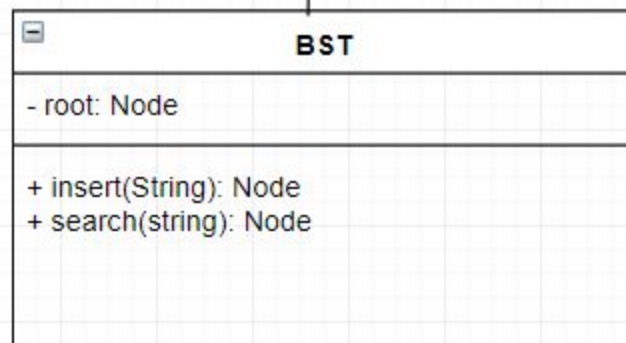 BST
- root: Node
+ insert(String): Node
+ search(string): Node